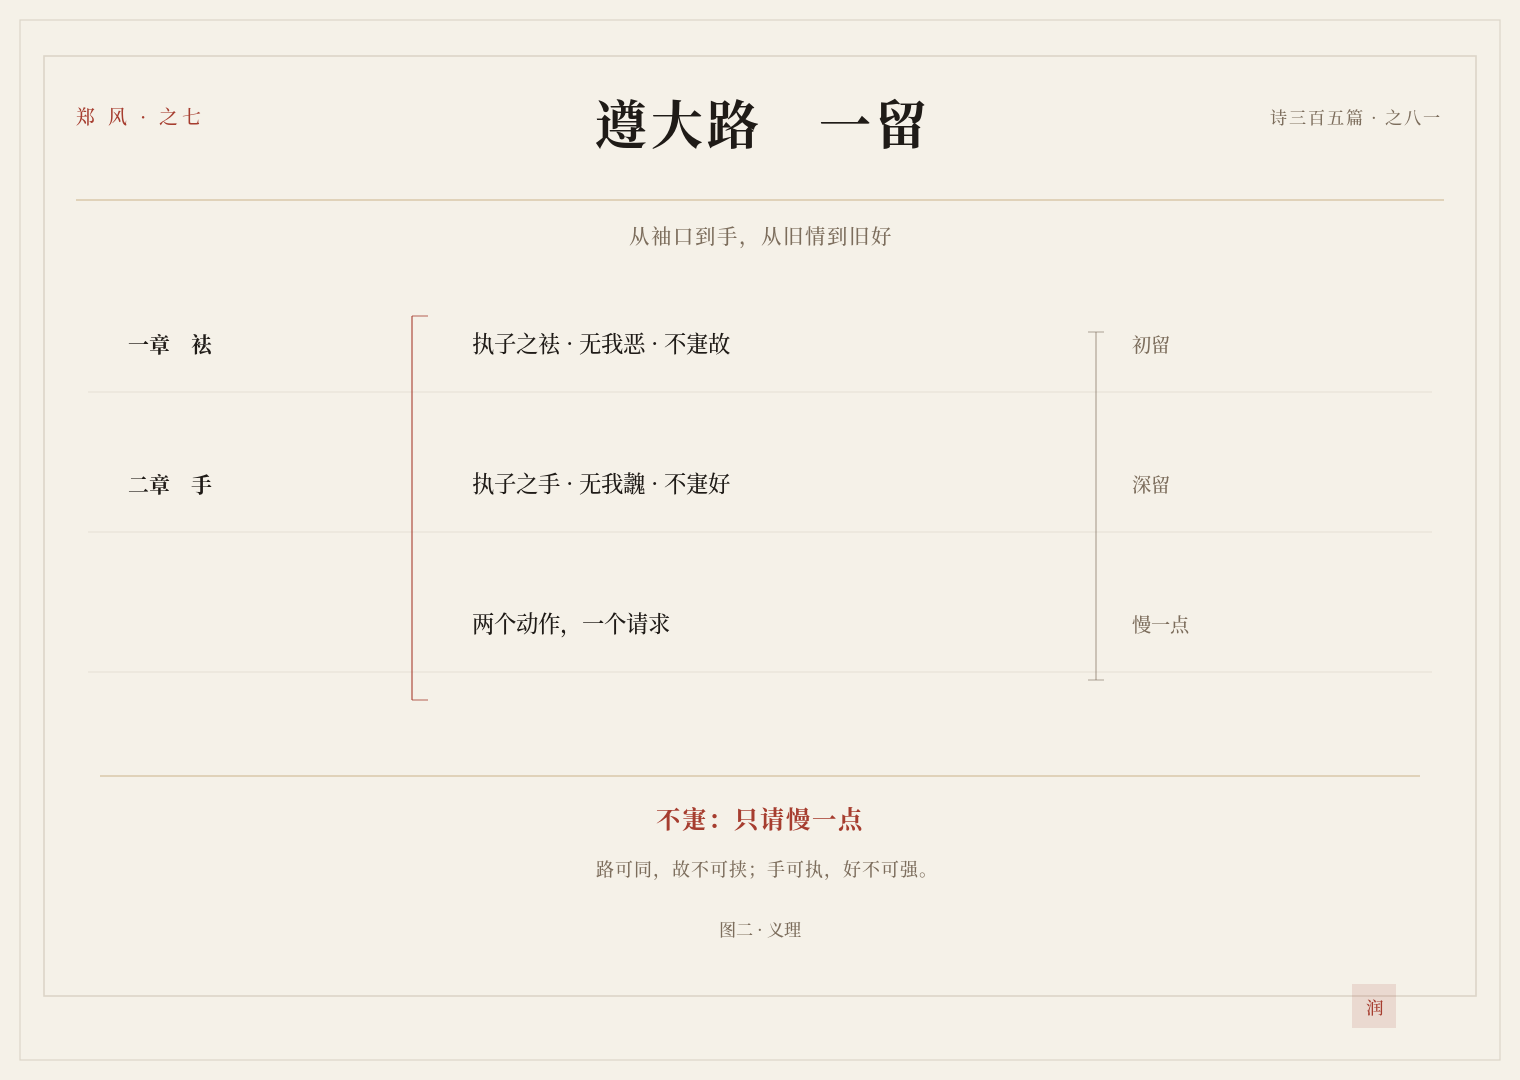 郑 风 · 之七
遵大路　一留
诗三百五篇 · 之八一
从袖口到手，从旧情到旧好
一章　祛
执子之祛 · 无我恶 · 不寁故
初留
二章　手
执子之手 · 无我魗 · 不寁好
深留
两个动作，一个请求
慢一点
不寁：只请慢一点
路可同，故不可挟；手可执，好不可强。
图二 · 义理
润